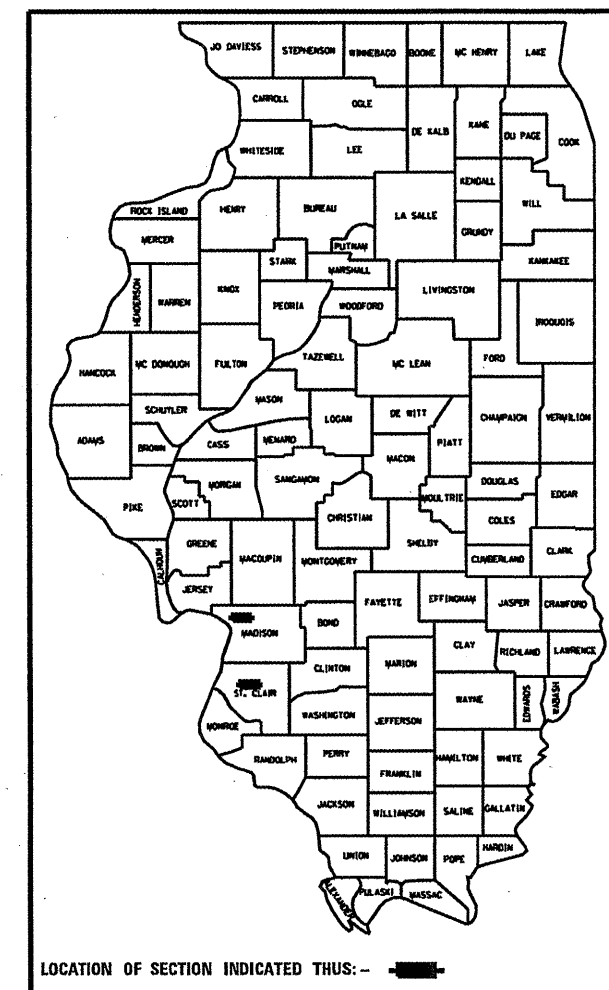 JO DAVIESS STEPHENSON WINNEBAGO BOONE MC HENRY LAKE
CARROLL OGLE DE KALB KANE DU PAGE COOK
WHITESIDE LEE
KENDALL WILL
ROCK ISLAND HENRY BUREAU LA SALLE GRUNDY
MERCER PUTNAM
STARK MARSHALL KANKAKEE
HENDERSON WARREN KNOX PEORIA WOODFORD LIVINGSTON IROQUOIS
HANCOCK MC DONOUGH FULTON TAZEWELL MC LEAN FORD
SCHUYLER MASON LOGAN DE WITT CHAMPAIGN VERMILION
ADAMS BROWN CASS MENARD PIATT
MACON
PIKE SCOTT MORGAN SANGAMON MOULTRIE DOUGLAS EDGAR
CHRISTIAN COLES
CALHOUN GREENE MACOUPIN MONTGOMERY SHELBY CUMBERLAND CLARK
JERSEY FAYETTE EFFINGHAM JASPER CRAWFORD
MADISON BOND
CLINTON MARION CLAY RICHLAND LAWRENCE
ST. CLAIR WASHINGTON JEFFERSON WAYNE EDWARDS WABASH
MONROE
RANDOLPH PERRY HAMILTON WHITE
FRANKLIN
JACKSON WILLIAMSON SALINE GALLATIN
UNION JOHNSON POPE HARDIN
ALEXANDER PULASKI MASSAC
LOCATION OF SECTION INDICATED THUS: -